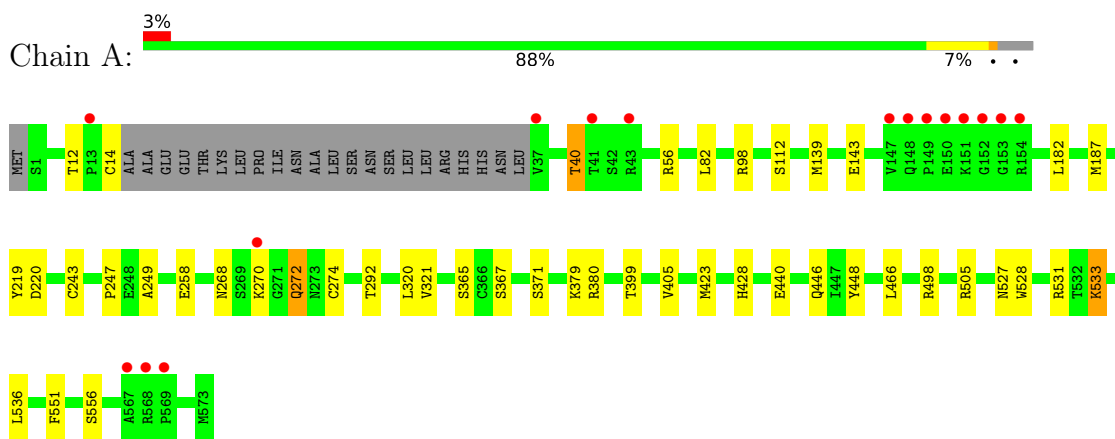 3%
Chain A:
88% 7% • •
MET S1 T12 P13 C14 ALA ALA GLU GLU THR LYS LEU PRO ILE ASN ALA LEU SER ASN SER LEU LEU ARG HIS HIS ASN LEU V37 T40 T41 S42 R43 R56 L82 R98 S112 M139 E143 V147 Q148 P149 E150 K151 G152 G153 R154 L182 M187
Y219 D220 C243 P247 E248 A249 E258 N268 S269 K270 G271 Q272 N273 C274 T292 L320 V321 S365 C366 S367 S371 K379 R380 T399 V405 M423 H428 E440 Q446 I447 Y448 L466 R498 R505 N527 W528 R531 T532 K533
L536 F551 S556 A567 R568 P569 M573